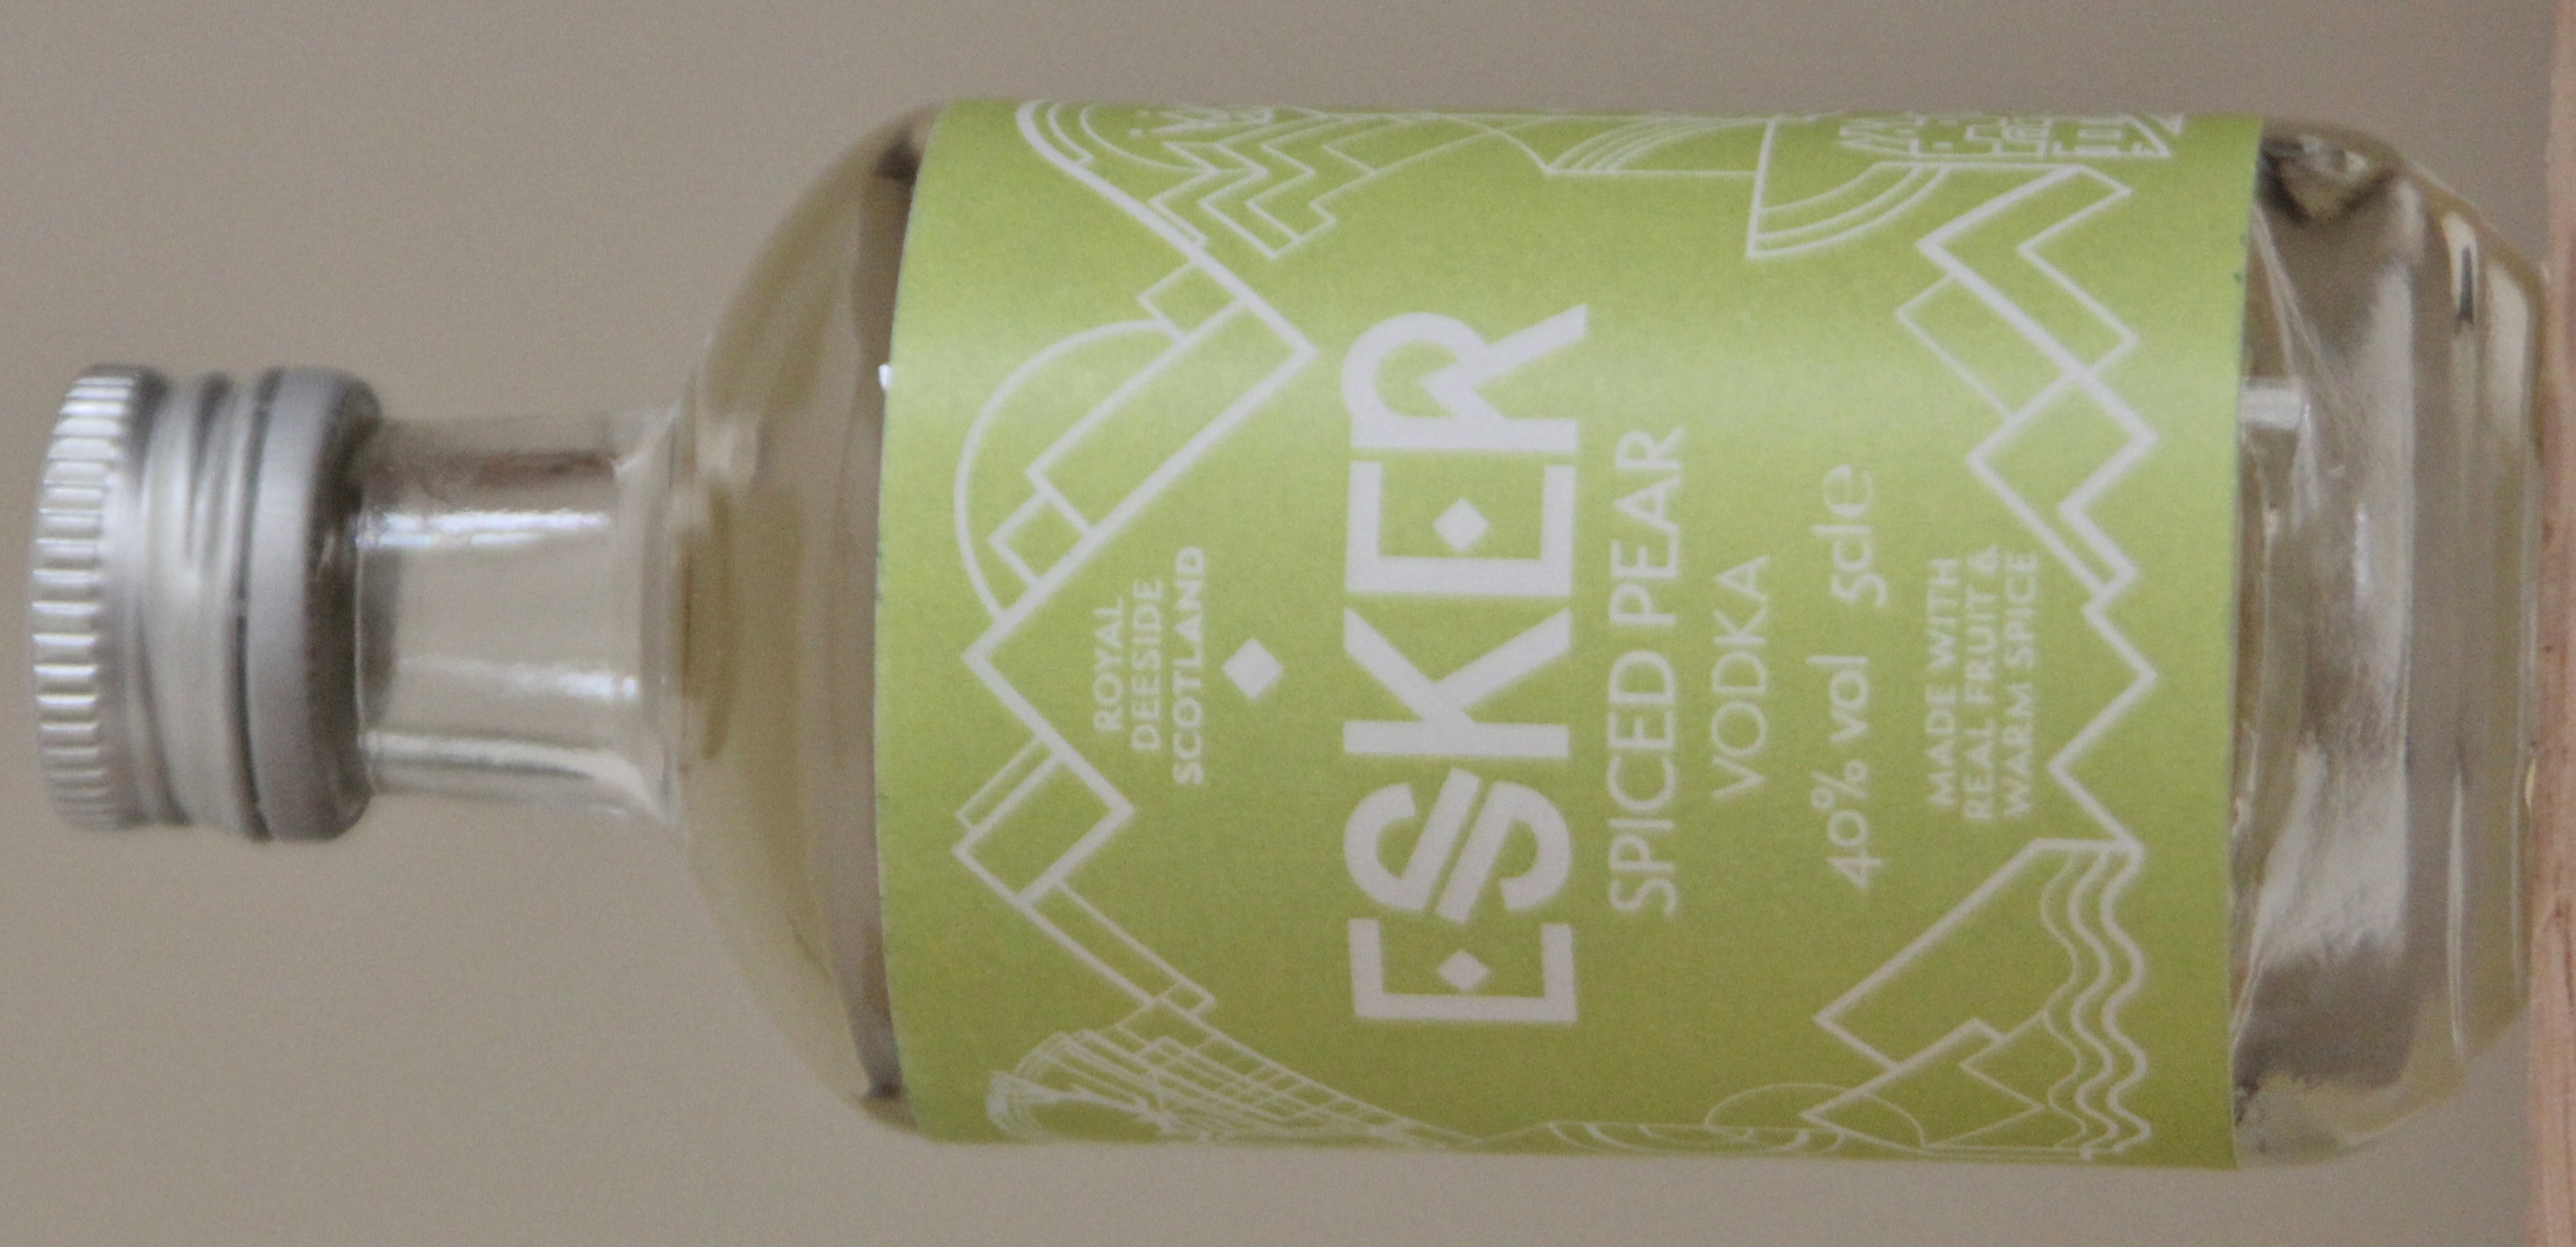 ROYAL
DEESIDE
SCOTLAND
ESKER
SPICED PEAR
VODKA
40% vol 5cle
MADE WITH
REAL FRUIT &
WARM SPICE